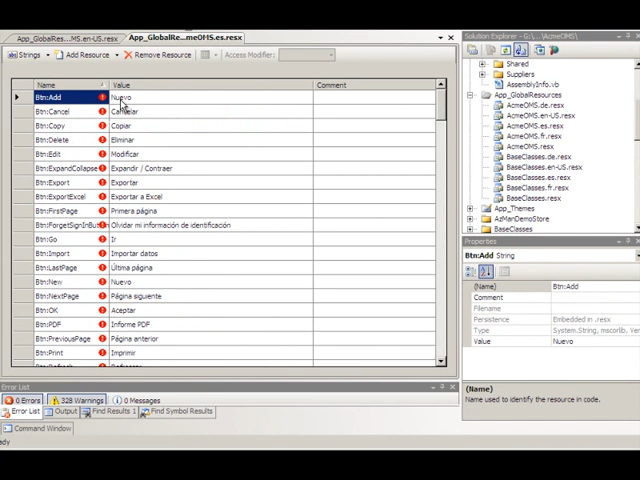 App_GlobalRes...MS.en-US.resx
App_GlobalRe...meOMS.es.resx
Strings
Add Resource
Remove Resource
Access Modifier:
Name
Value
Comment
Btn:Add
Nuevo
Btn:Cancel
Cancelar
Btn:Copy
Copiar
Btn:Delete
Eliminar
Btn:Edit
Modificar
Btn:ExpandCollapse
Expandir / Contraer
Btn:Export
Exportar
Btn:ExportExcel
Exportar a Excel
Btn:FirstPage
Primera página
Btn:ForgetSignInButton
Olvidar mi información de identificación
Btn:Go
Ir
Btn:Import
Importar datos
Btn:LastPage
Última página
Btn:New
Nuevo
Btn:NextPage
Página siguiente
Btn:OK
Aceptar
Btn:PDF
Informe PDF
Btn:PreviousPage
Página anterior
Btn:Print
Imprimir
Error List
0 Errors
328 Warnings
0 Messages
Error List
Output
Find Results 1
Find Symbol Results
Command Window
Solution Explorer - G:\...\AcmeOMS\
Shared
Suppliers
DefaultEntry.vb
App_GlobalResources
AcmeOMS.de.resx
AcmeOMS.en-US.resx
AcmeOMS.es.resx
AcmeOMS.fr.resx
AcmeOMS.resx
BaseClasses.de.resx
BaseClasses.en-US.resx
BaseClasses.es.resx
BaseClasses.fr.resx
BaseClasses.resx
App_Themes
AzManDemoStore
BaseClasses
Properties
Btn:Add String
(Name)
Btn:Add
Comment
Filename
Persistence
Embedded in .resx
Type
System.String, mscorlib, Ver
Value
Nuevo
(Name)
Name used to identify the resource in code.